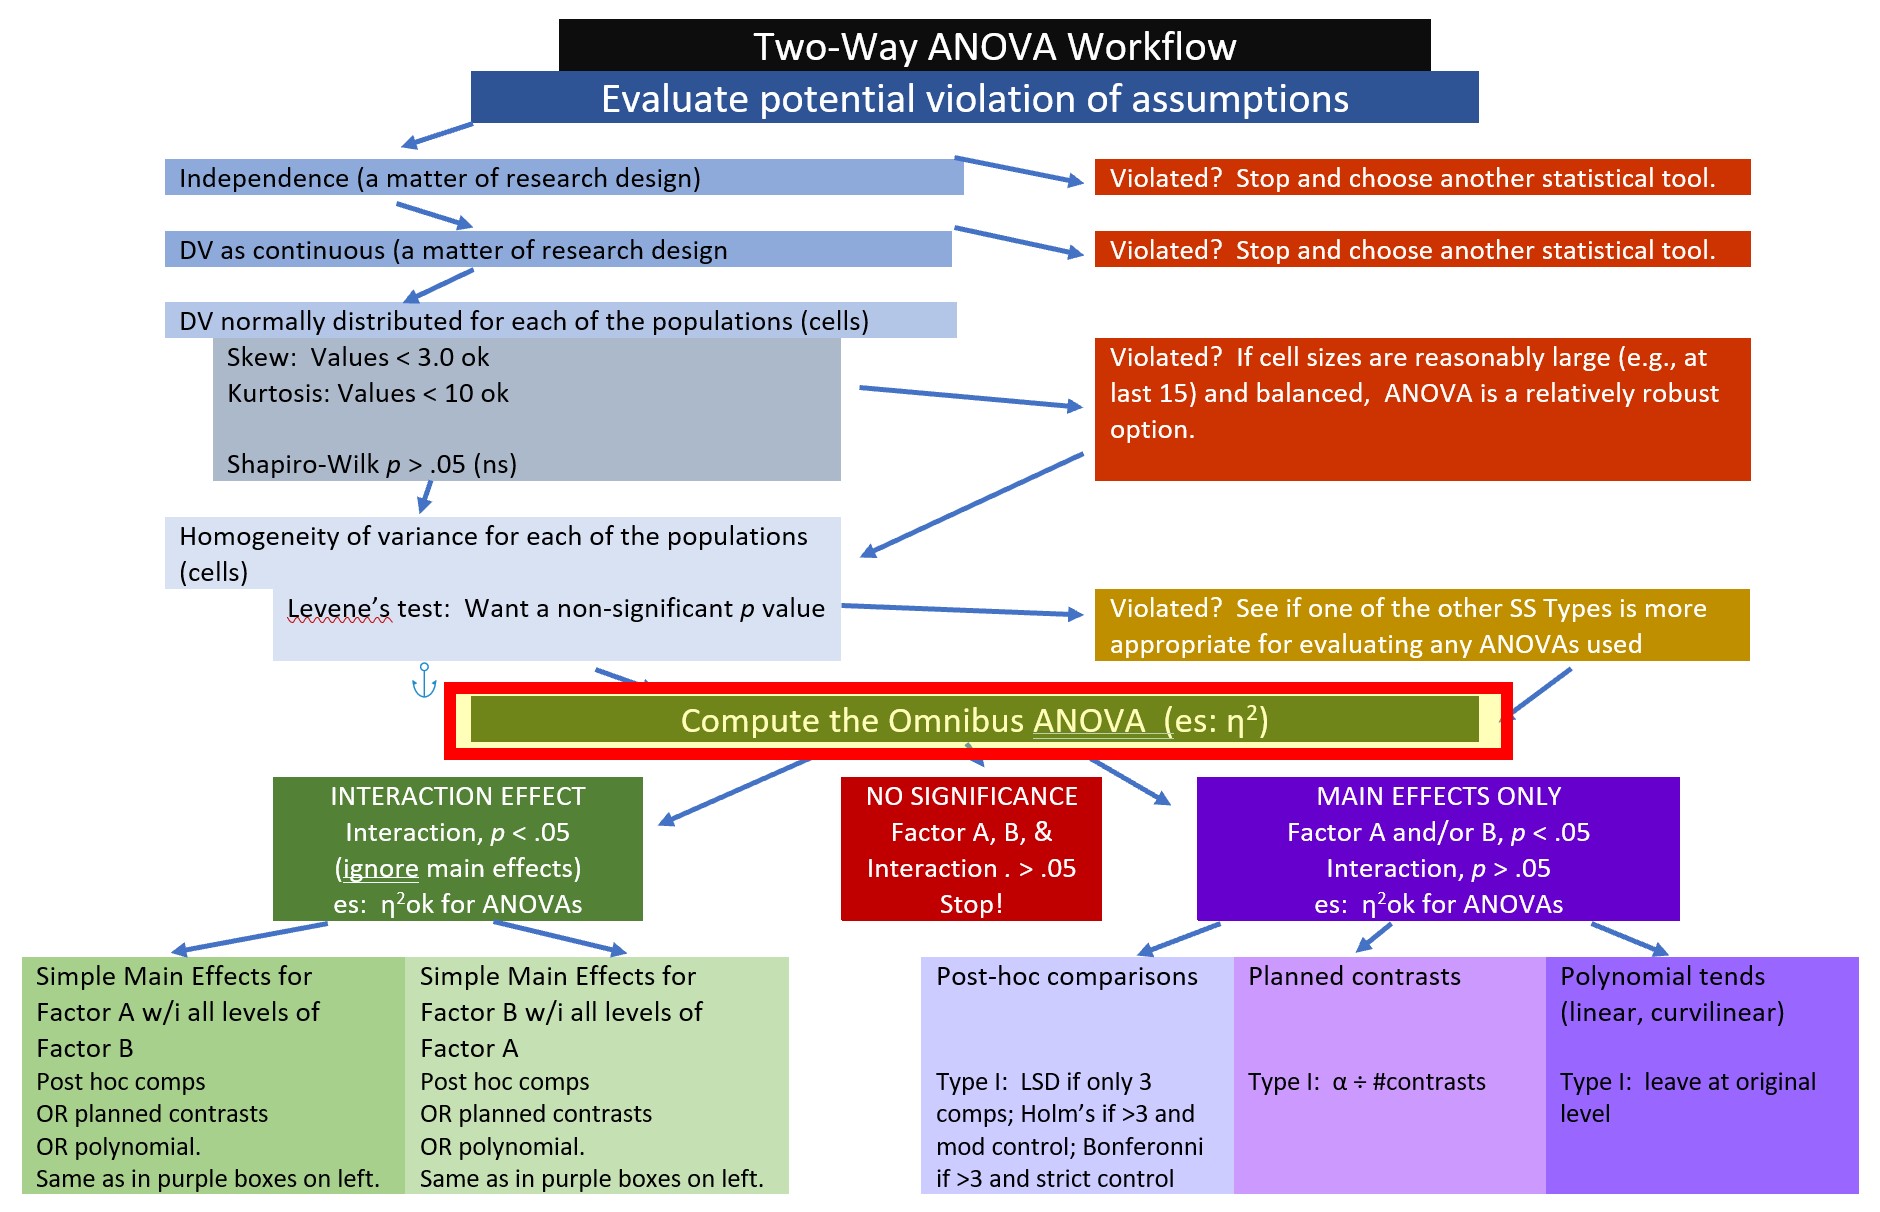 Two-Way ANOVA Workflow
Evaluate potential violation of assumptions
Independence (a matter of research design)
Violated?  Stop and choose another statistical tool.
DV as continuous (a matter of research design
Violated?  Stop and choose another statistical tool.
DV normally distributed for each of the populations (cells)
Skew:  Values < 3.0 ok
Kurtosis: Values < 10 ok
Shapiro-Wilk p > .05 (ns)
Violated?  If cell sizes are reasonably large (e.g., at
last 15) and balanced,  ANOVA is a relatively robust
option.
Homogeneity of variance for each of the populations
(cells)
Levene's test:  Want a non-significant p value
Violated?  See if one of the other SS Types is more
appropriate for evaluating any ANOVAs used
Compute the Omnibus ANOVA  (es: η²)
INTERACTION EFFECT
Interaction, p < .05
(ignore main effects)
es:  η²ok for ANOVAs
NO SIGNIFICANCE
Factor A, B, &
Interaction . > .05
Stop!
MAIN EFFECTS ONLY
Factor A and/or B, p < .05
Interaction, p > .05
es:  η²ok for ANOVAs
Simple Main Effects for
Factor A w/i all levels of
Factor B
Post hoc comps
OR planned contrasts
OR polynomial.
Same as in purple boxes on left.
Simple Main Effects for
Factor B w/i all levels of
Factor A
Post hoc comps
OR planned contrasts
OR polynomial.
Same as in purple boxes on left.
Post-hoc comparisons
Type I:  LSD if only 3
comps; Holm's if >3 and
mod control; Bonferonni
if >3 and strict control
Planned contrasts
Type I:  α ÷ #contrasts
Polynomial tends
(linear, curvilinear)
Type I:  leave at original
level